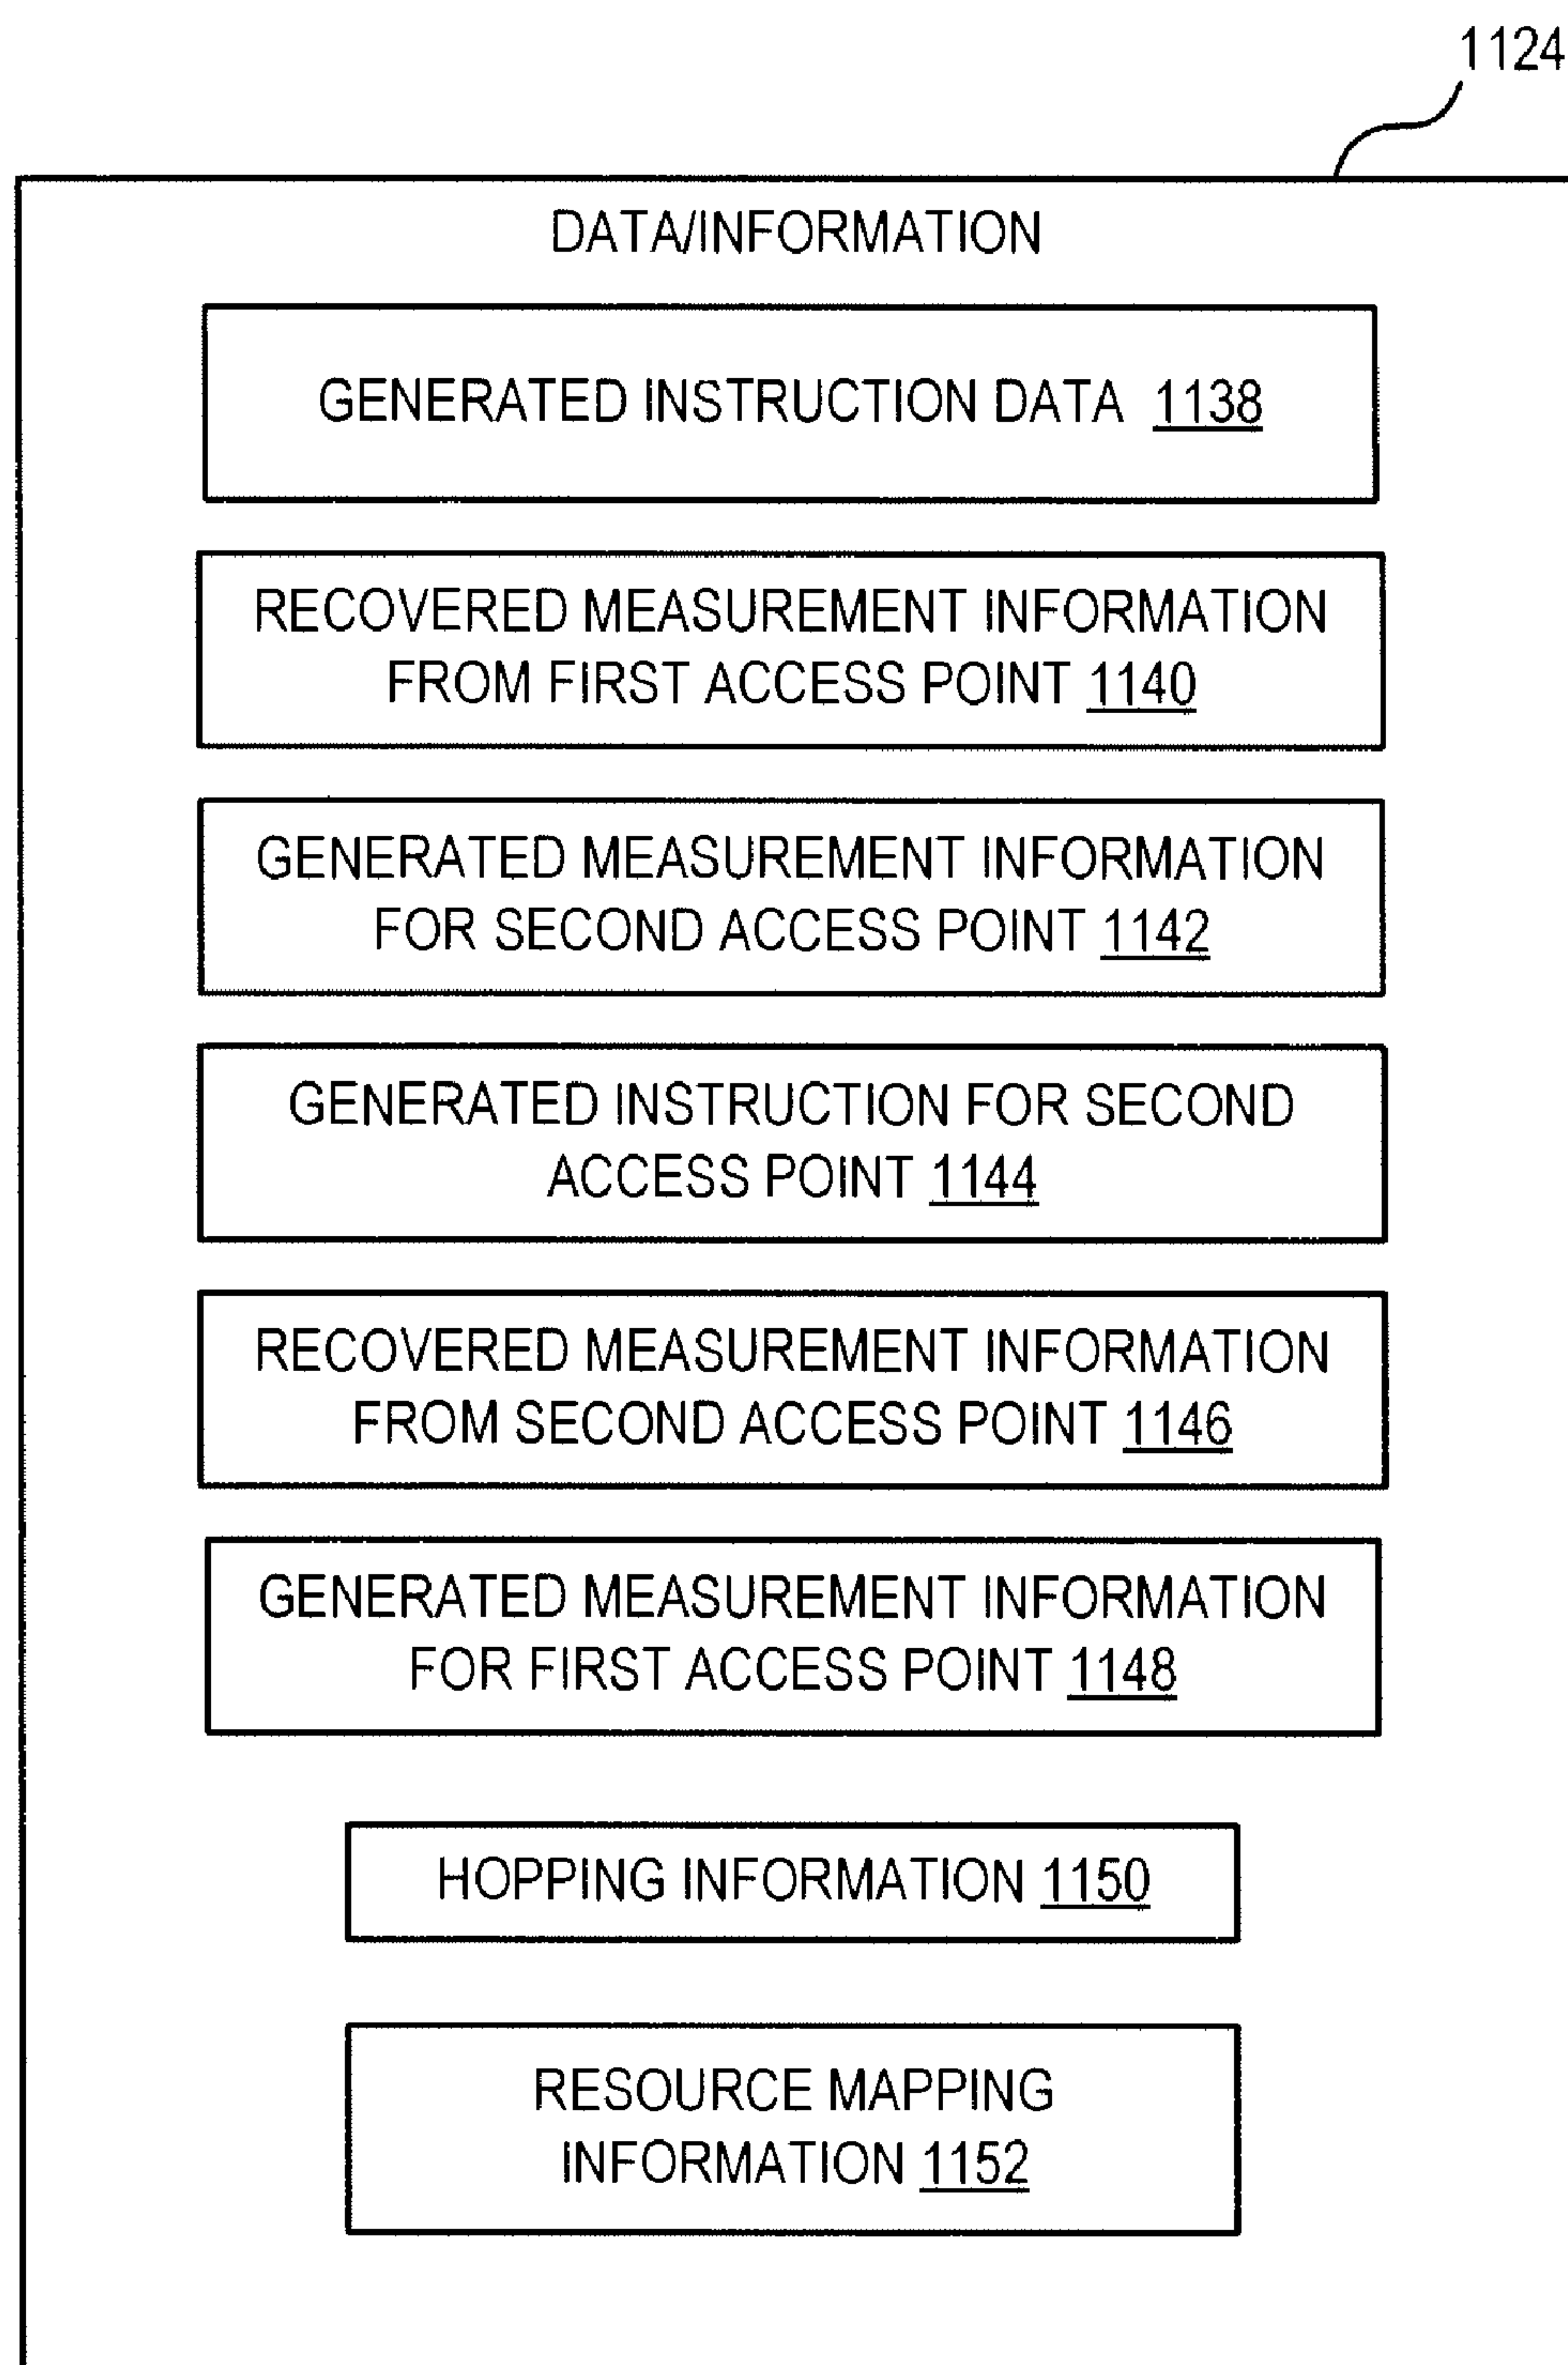 1124
DATA/INFORMATION
GENERATED INSTRUCTION DATA 1138
RECOVERED MEASUREMENT INFORMATION
FROM FIRST ACCESS POINT 1140
GENERATED MEASUREMENT INFORMATION
FOR SECOND ACCESS POINT 1142
GENERATED INSTRUCTION FOR SECOND
ACCESS POINT 1144
RECOVERED MEASUREMENT INFORMATION
FROM SECOND ACCESS POINT 1146
GENERATED MEASUREMENT INFORMATION
FOR FIRST ACCESS POINT 1148
HOPPING INFORMATION 1150
RESOURCE MAPPING
INFORMATION 1152